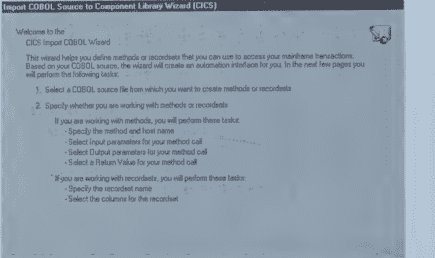 Import COBOL Source to Component Library Wizard (CICS)
Welcome to the
CICS Import COBOL Wizard
This wizard helps you define methods or recordsets that you can use to access your mainframe transactions.
Based on your COBOL source, the wizard will create an automation interface for you. In the next few pages you
will perform the following tasks:
1. Select a COBOL source file from which you want to create methods or recordsets
2. Specify whether you are working with methods or recordsets
If you are working with methods, you will perform these tasks:
- Specify the method and host name
- Select Input parameters for your method call
- Select Output parameters for your method call
- Select a Return Value for your method call
If you are working with recordsets, you will perform these tasks:
- Specify the recordset name
- Select the columns for the recordset